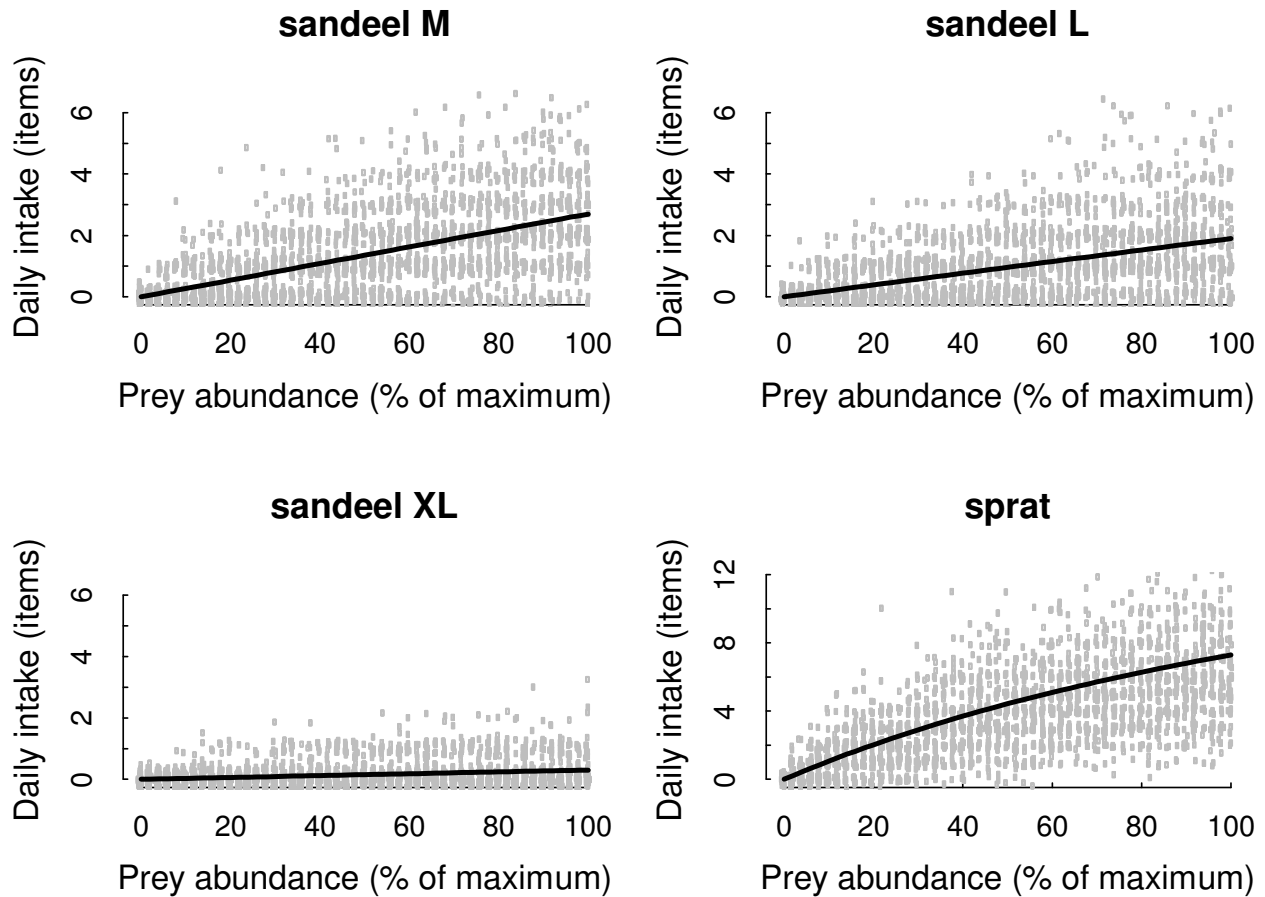 sandeel M
Daily intake (items)
6
4
2
0
0 20 40 60 80 100
Prey abundance (% of maximum)
sandeel L
Daily intake (items)
6
4
2
0
0 20 40 60 80 100
Prey abundance (% of maximum)
sandeel XL
Daily intake (items)
6
4
2
0
0 20 40 60 80 100
Prey abundance (% of maximum)
sprat
Daily intake (items)
12
8
4
0
0 20 40 60 80 100
Prey abundance (% of maximum)